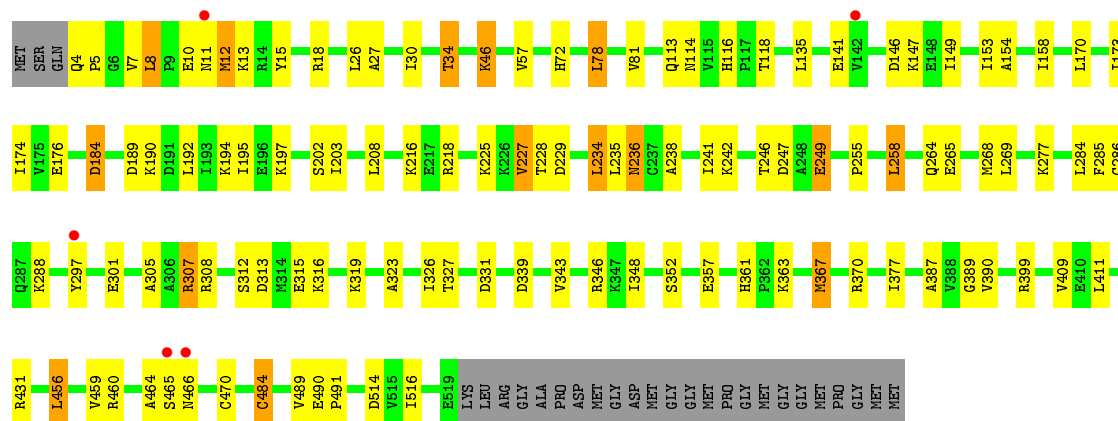 MET SER GLN Q4 P5 G6 V7 L8 P9 E10 N11 M12 K13 R14 Y15 R18 L26 A27 I30 T34 K46 V57 H72 L78 V81 Q113 N114 V115 H116 P117 T118 L135 E141 V142 D146 K147 E148 I149 I153 A154 I158 L170 I173
I174 V175 E176 D184 D189 K190 D191 L192 I193 K194 I195 E196 K197 S202 I203 L208 K216 E217 R218 K225 K226 V227 T228 D229 L234 L235 N236 C237 A238 I241 K242 T246 D247 A248 E249 P255 L258 Q264 E265 M268 L269 K277 L284 F285 C286
Q287 K288 Y297 E301 A305 A306 R307 R308 S312 D313 M314 E315 K316 K319 A323 I326 T327 D331 D339 V343 R346 K347 I348 S352 E357 H361 P362 K363 M367 R370 I377 A387 V388 G389 V390 R399 V409 E410 L411
R431 L456 V459 R460 A464 S465 N466 C470 C484 V489 E490 P491 D514 V515 I516 E519 LYS LEU ARG GLY ALA PRO ASP MET GLY ASP MET GLY GLY MET PRO GLY MET GLY GLY MET PRO GLY MET MET